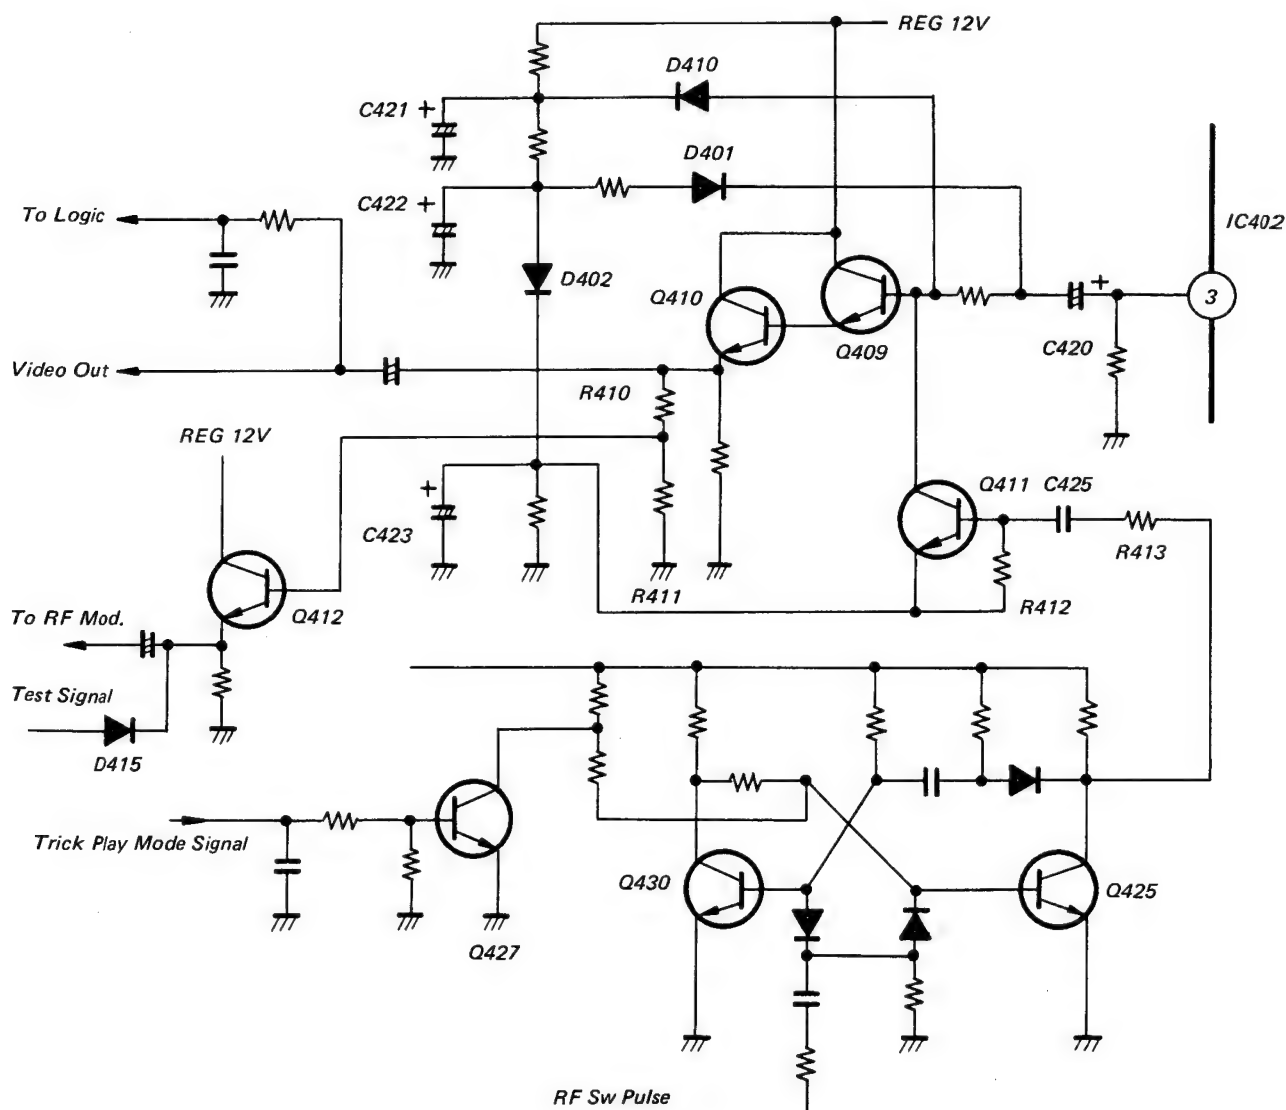 REG 12V
D410
C421 +
D401
To Logic
C422 +
IC402
D402
Q410
3
+
Q409
C420
Video Out
R410
REG 12V
+
Q411 C425
C423
R413
R411
R412
To RF Mod.
Q412
Test Signal
D415
Trick Play Mode Signal
Q430
Q425
Q427
RF Sw Pulse